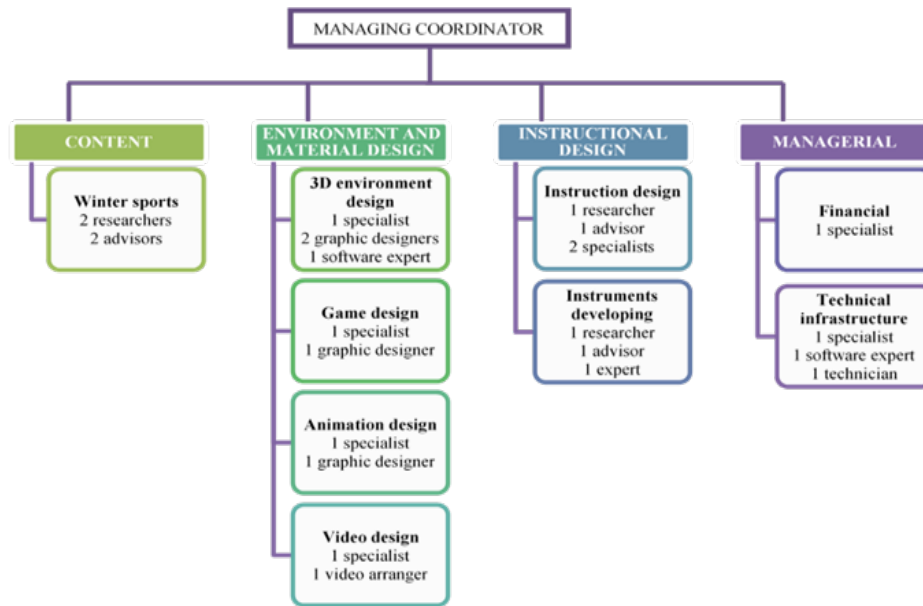 MANAGING COORDINATOR
CONTENT
Winter sports
2 researchers
2 advisors
ENVIRONMENT AND
MATERIAL DESIGN
3D environment
design
1 specialist
2 graphic designers
1 software expert
Game design
1 specialist
1 graphic designer
Animation design
1 specialist
1 graphic designer
Video design
1 specialist
1 video arranger
INSTRUCTIONAL
DESIGN
Instruction design
1 researcher
1 advisor
2 specialists
Instruments
developing
1 researcher
1 advisor
1 expert
MANAGERIAL
Financial
1 specialist
Technical
infrastructure
1 specialist
1 software expert
1 technician